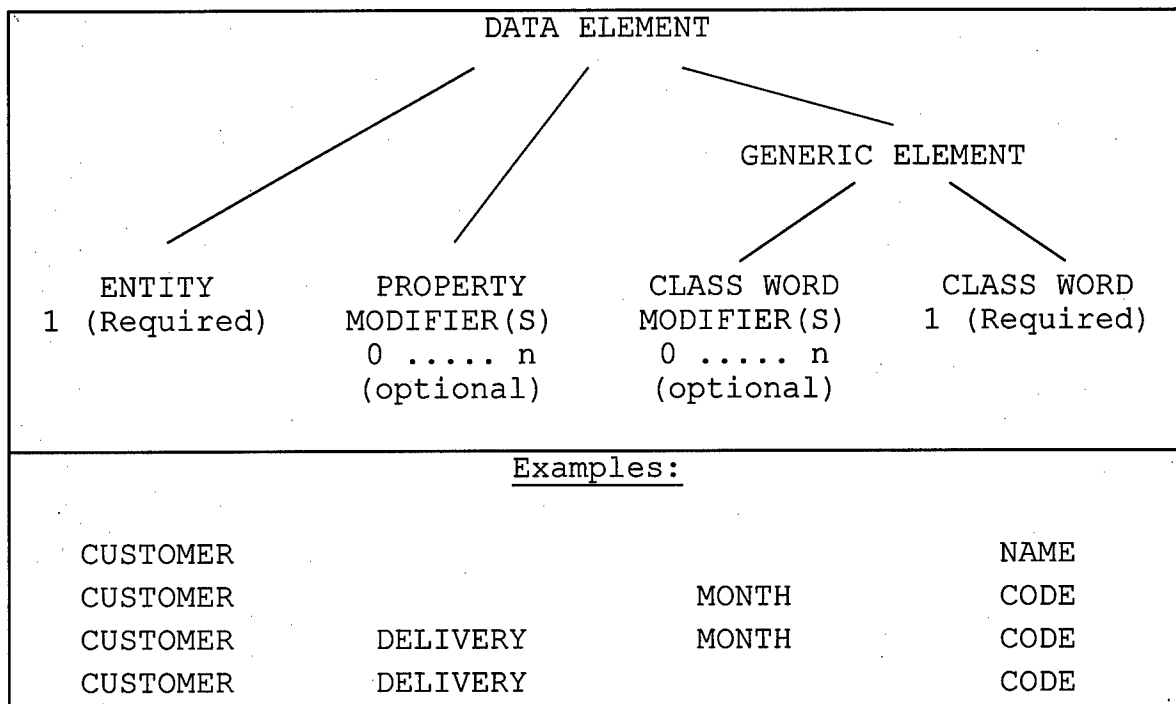 DATA ELEMENT
GENERIC ELEMENT
ENTITY PROPERTY CLASS WORD CLASS WORD
1 (Required) MODIFIER(S) MODIFIER(S) 1 (Required)
0 ..... n 0 ..... n
(optional) (optional)
Examples:
CUSTOMER NAME
CUSTOMER MONTH CODE
CUSTOMER DELIVERY MONTH CODE
CUSTOMER DELIVERY CODE